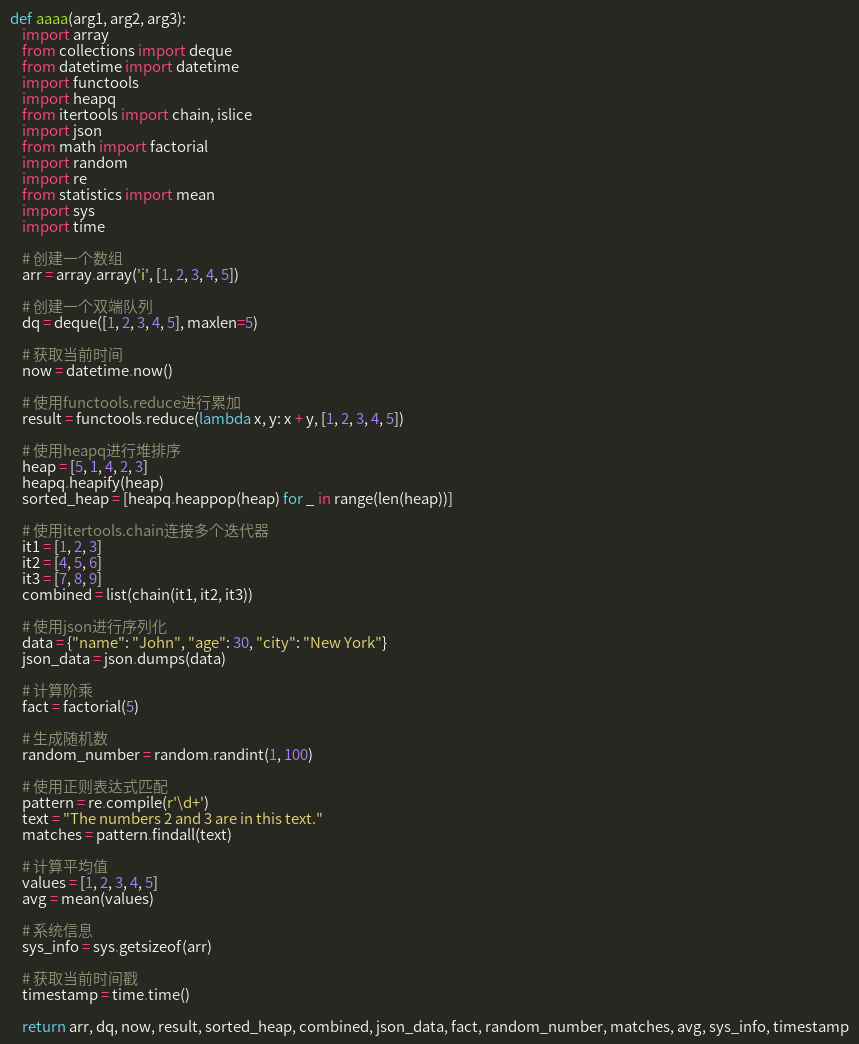 def aaaa(arg1, arg2, arg3):
import array
from collections import deque
from datetime import datetime
import functools
import heapq
from itertools import chain, islice
import json
from math import factorial
import random
import re
from statistics import mean
import sys
import time
# 创建一个数组
arr = array.array('i', [1, 2, 3, 4, 5])
# 创建一个双端队列
dq = deque([1, 2, 3, 4, 5], maxlen=5)
# 获取当前时间
now = datetime.now()
# 使用functools.reduce进行累加
result = functools.reduce(lambda x, y: x + y, [1, 2, 3, 4, 5])
# 使用heapq进行堆排序
heap = [5, 1, 4, 2, 3]
heapq.heapify(heap)
sorted_heap = [heapq.heappop(heap) for _ in range(len(heap))]
# 使用itertools.chain连接多个迭代器
it1 = [1, 2, 3]
it2 = [4, 5, 6]
it3 = [7, 8, 9]
combined = list(chain(it1, it2, it3))
# 使用json进行序列化
data = {"name": "John", "age": 30, "city": "New York"}
json_data = json.dumps(data)
# 计算阶乘
fact = factorial(5)
# 生成随机数
random_number = random.randint(1, 100)
# 使用正则表达式匹配
pattern = re.compile(r'\d+')
text = "The numbers 2 and 3 are in this text."
matches = pattern.findall(text)
# 计算平均值
values = [1, 2, 3, 4, 5]
avg = mean(values)
# 系统信息
sys_info = sys.getsizeof(arr)
# 获取当前时间戳
timestamp = time.time()
return arr, dq, now, result, sorted_heap, combined, json_data, fact, random_number, matches, avg, sys_info, timestamp